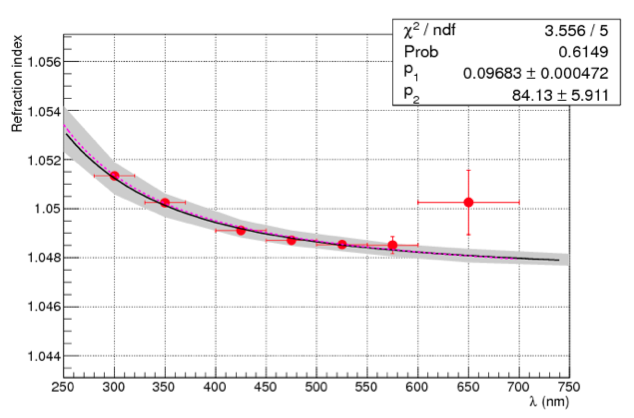 χ² / ndf 3.556 / 5
Prob 0.6149
p₁ 0.09683 ± 0.000472
p₂ 84.13 ± 5.911
Refraction index
1.056
1.054
1.052
1.05
1.048
1.046
1.044
250 300 350 400 450 500 550 600 650 700 750
λ (nm)